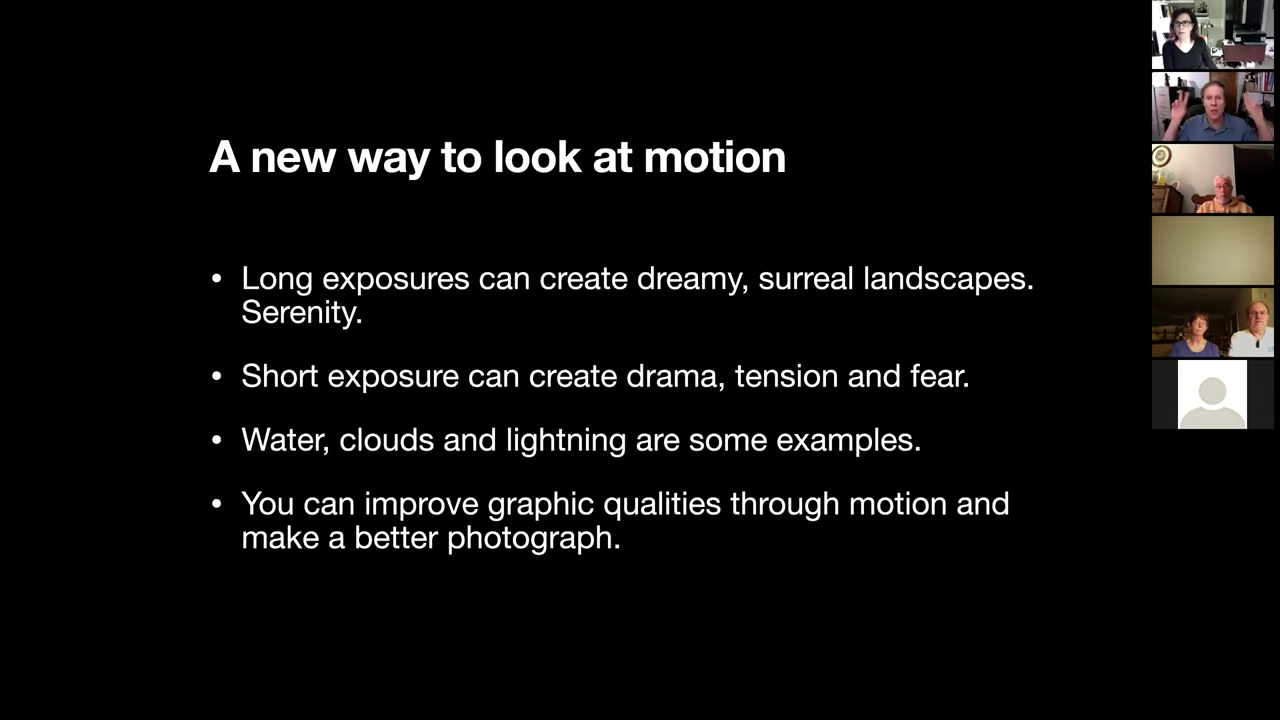 A new way to look at motion
• Long exposures can create dreamy, surreal landscapes.
Serenity.
• Short exposure can create drama, tension and fear.
• Water, clouds and lightning are some examples.
• You can improve graphic qualities through motion and
make a better photograph.